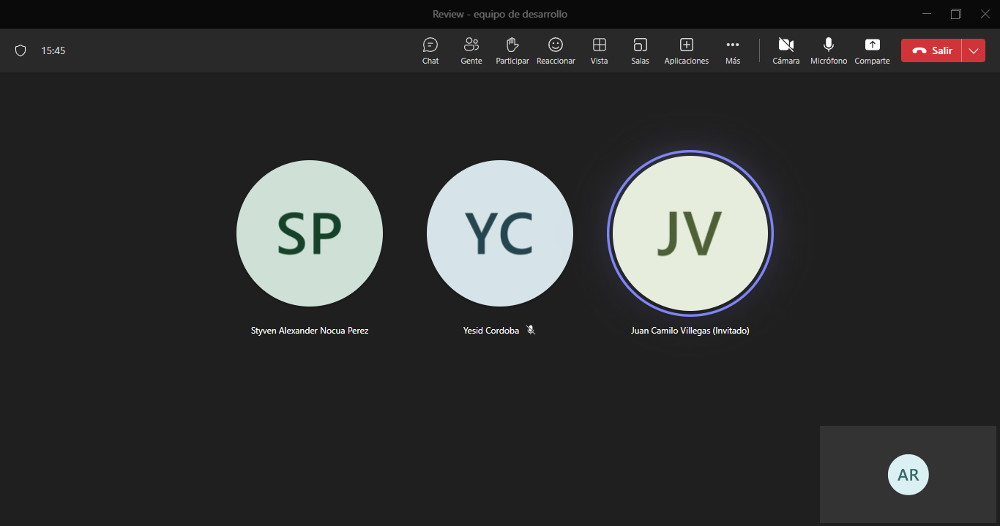 Review - equipo de desarrollo
15:45
Chat Gente Participar Reaccionar Vista Salas Aplicaciones Más Cámara Micrófono Comparte Salir
SP YC JV
Styven Alexander Nocua Perez Yesid Cordoba Juan Camilo Villegas (Invitado)
AR